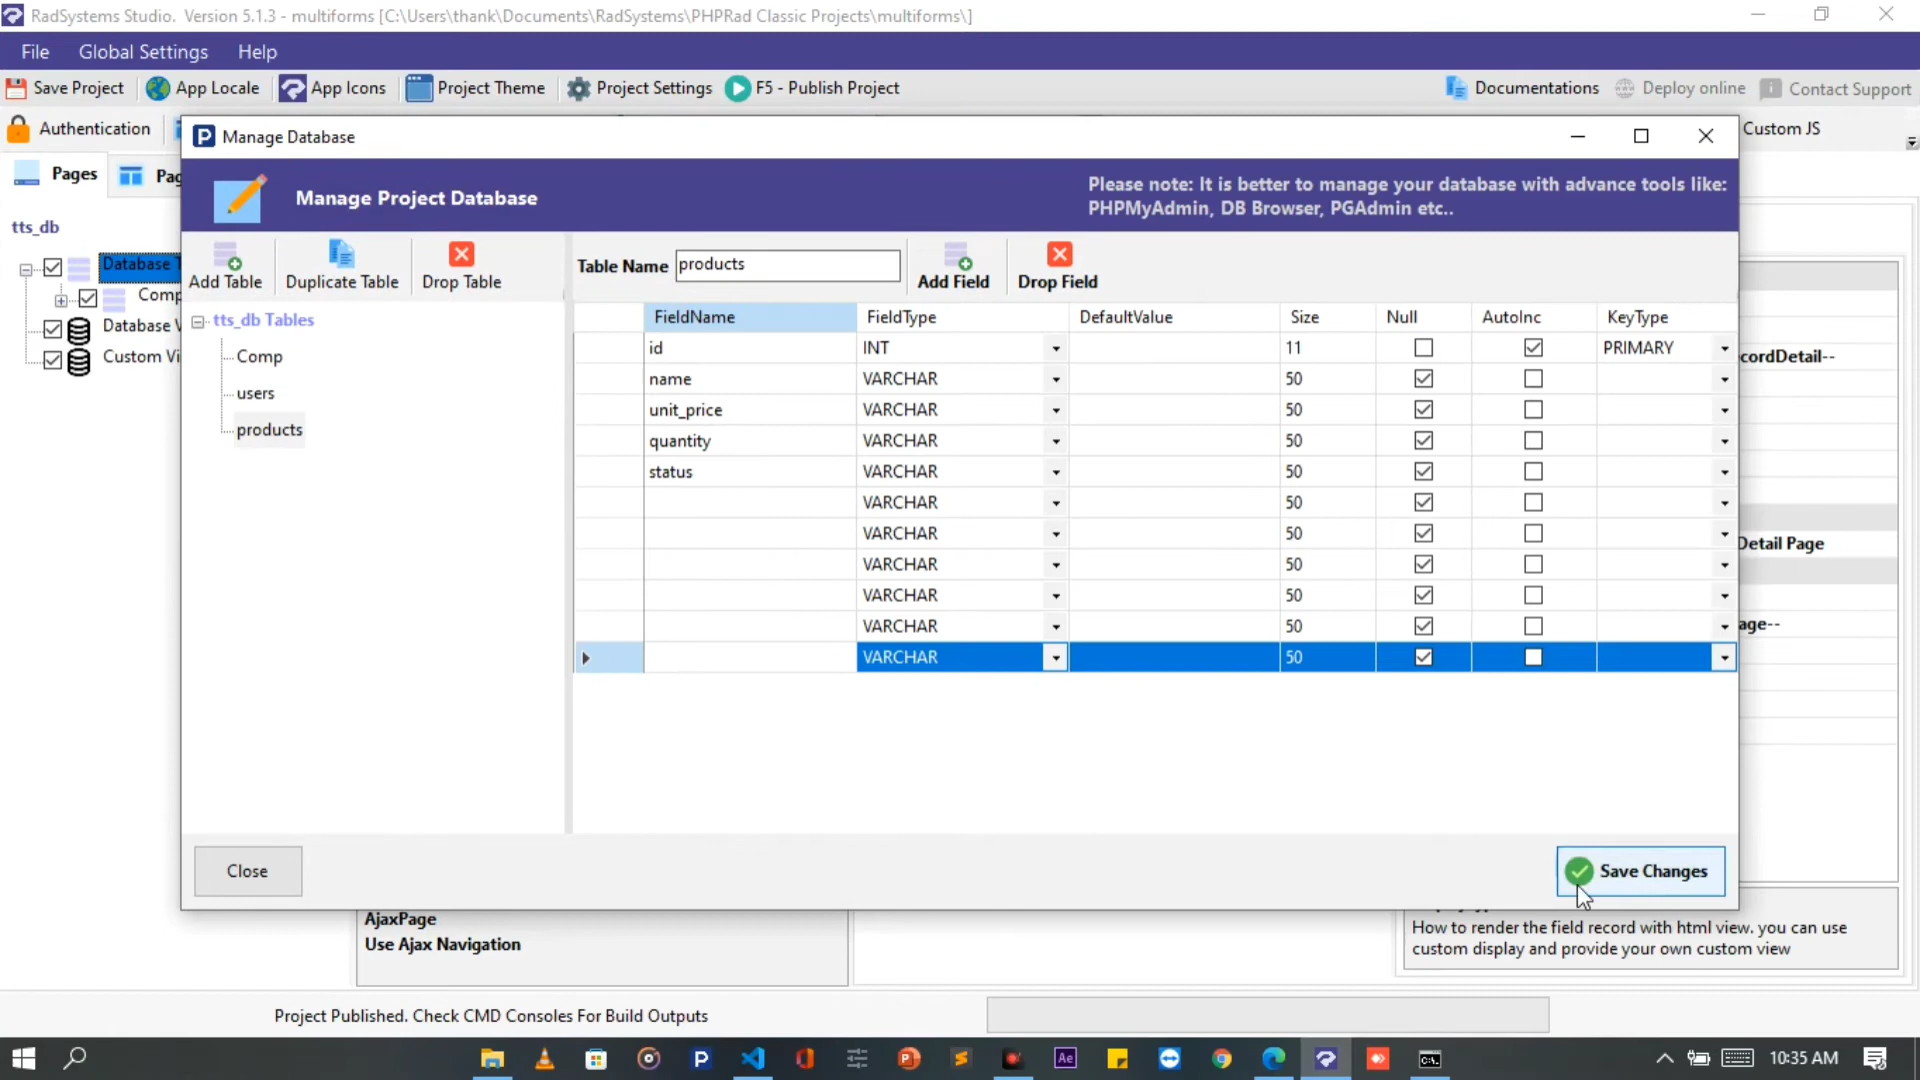 RadSystems Studio. Version 5.1.3 - multiforms [C:\Users\thank\Documents\RadSystems\PHPRad Classic Projects\multiforms\]
File Global Settings Help
Save Project App Locale App Icons Project Theme Project Settings F5 - Publish Project Documentations Deploy online Contact Support
Authentication Custom JS
Manage Database
Pages Pag
Manage Project Database
Please note: It is better to manage your database with advance tools like:
PHPMyAdmin, DB Browser, PGAdmin etc..
tts_db
Database T
Comp
Database V
Custom Vi
Add Table Duplicate Table Drop Table
Table Name products Add Field Drop Field
tts_db Tables
Comp
users
products
FieldName FieldType DefaultValue Size Null AutoInc KeyType
id INT 11 PRIMARY
name VARCHAR 50
unit_price VARCHAR 50
quantity VARCHAR 50
status VARCHAR 50
VARCHAR 50
VARCHAR 50
VARCHAR 50
VARCHAR 50
VARCHAR 50
VARCHAR 50
cordDetail--
Detail Page
age--
Close Save Changes
AjaxPage
Use Ajax Navigation
How to render the field record with html view. you can use
custom display and provide your own custom view
Project Published. Check CMD Consoles For Build Outputs
10:35 AM